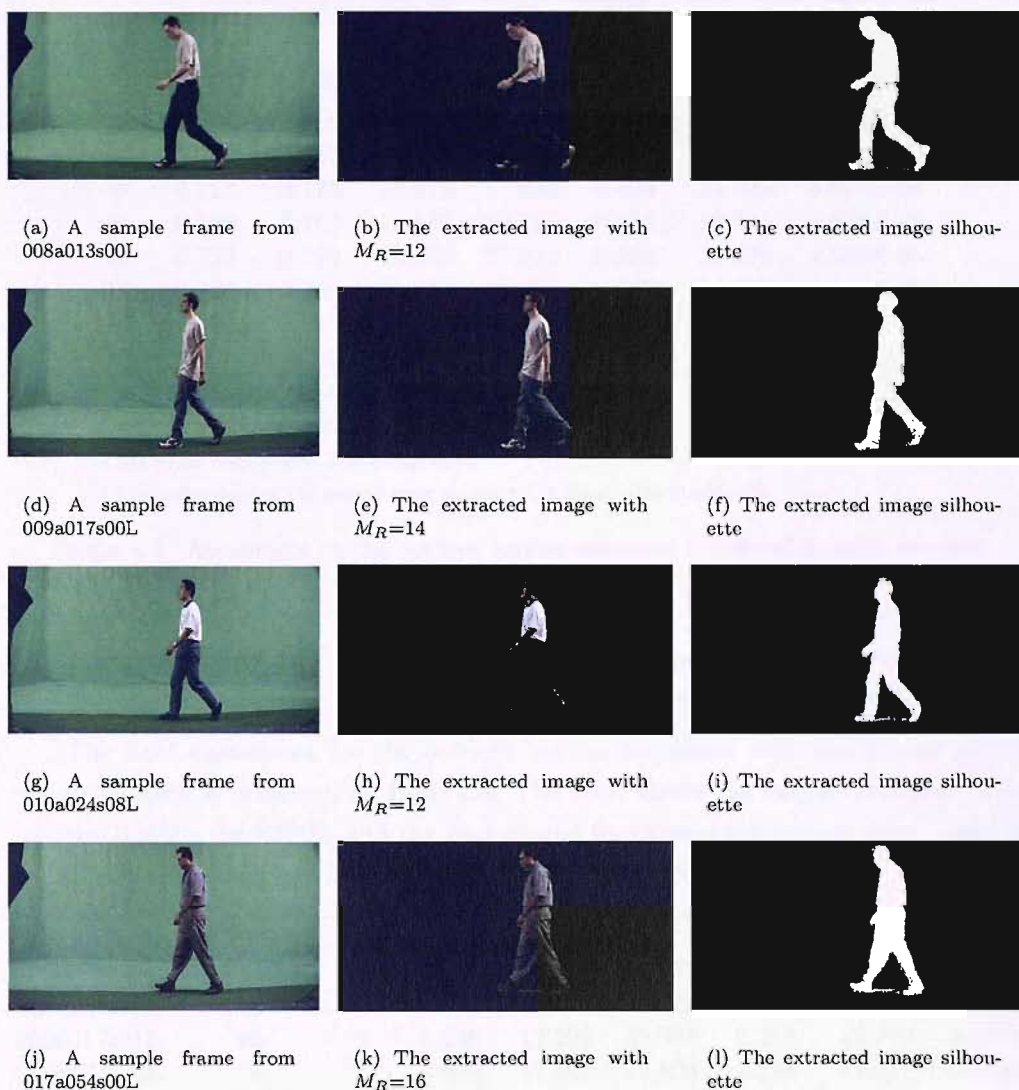 (a) A sample frame from
008a013s00L
(b) The extracted image with
M_R=12
(c) The extracted image silhou-
ette
(d) A sample frame from
009a017s00L
(e) The extracted image with
M_R=14
(f) The extracted image silhou-
ette
(g) A sample frame from
010a024s08L
(h) The extracted image with
M_R=12
(i) The extracted image silhou-
ette
(j) A sample frame from
017a054s00L
(k) The extracted image with
M_R=16
(l) The extracted image silhou-
ette